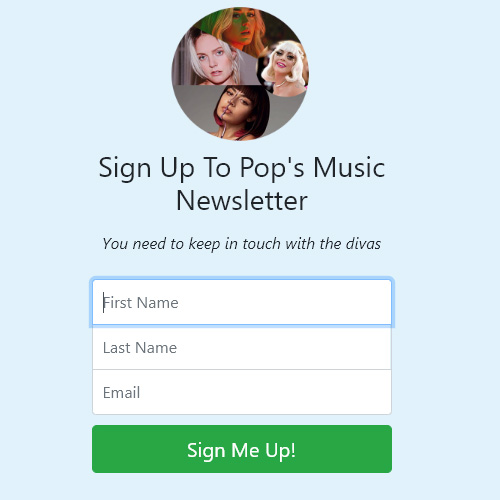 Sign Up To Pop's Music
Newsletter
You need to keep in touch with the divas
First Name
Last Name
Email
Sign Me Up!